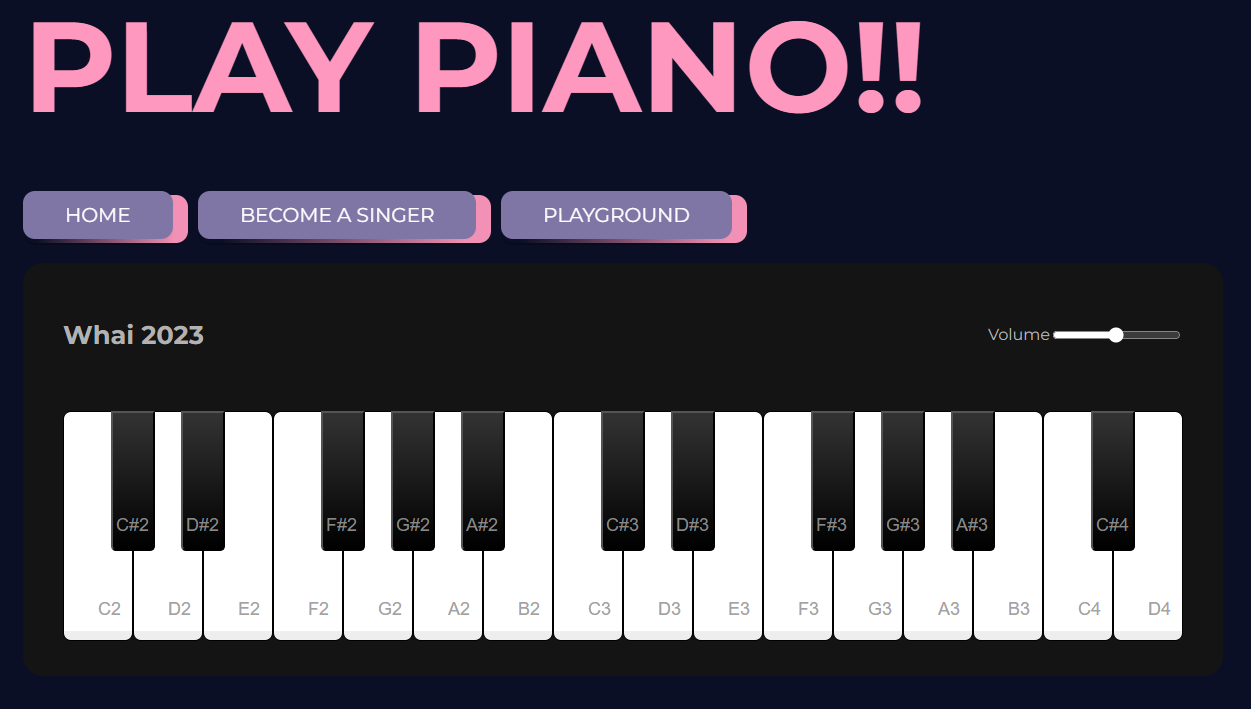 PLAY PIANO!!
HOME BECOME A SINGER PLAYGROUND
Whai 2023 Volume
C#2 D#2 F#2 G#2 A#2 C#3 D#3 F#3 G#3 A#3 C#4
C2 D2 E2 F2 G2 A2 B2 C3 D3 E3 F3 G3 A3 B3 C4 D4